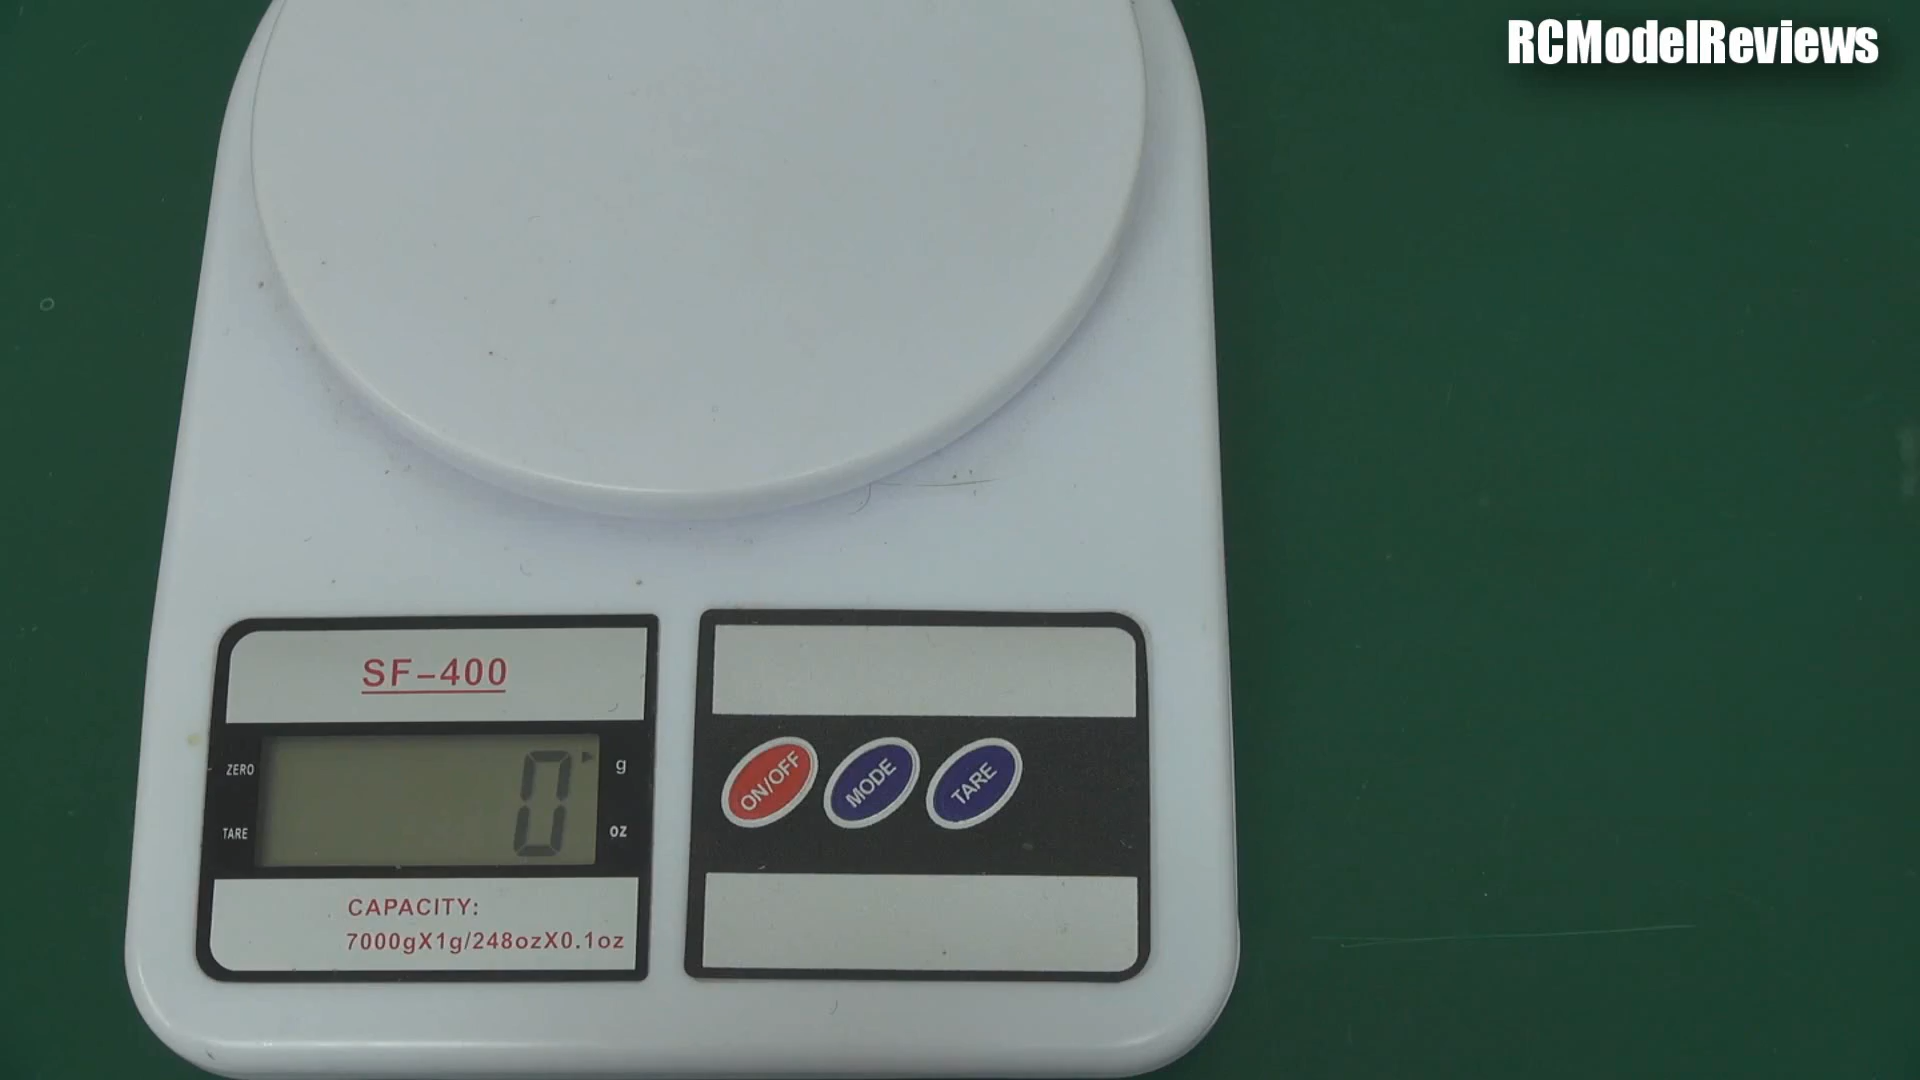 RCModelReviews
SF-400
ZERO
TARE
0
g
oz
ON/OFF
MODE
TARE
CAPACITY:
7000gX1g/248ozX0.1oz